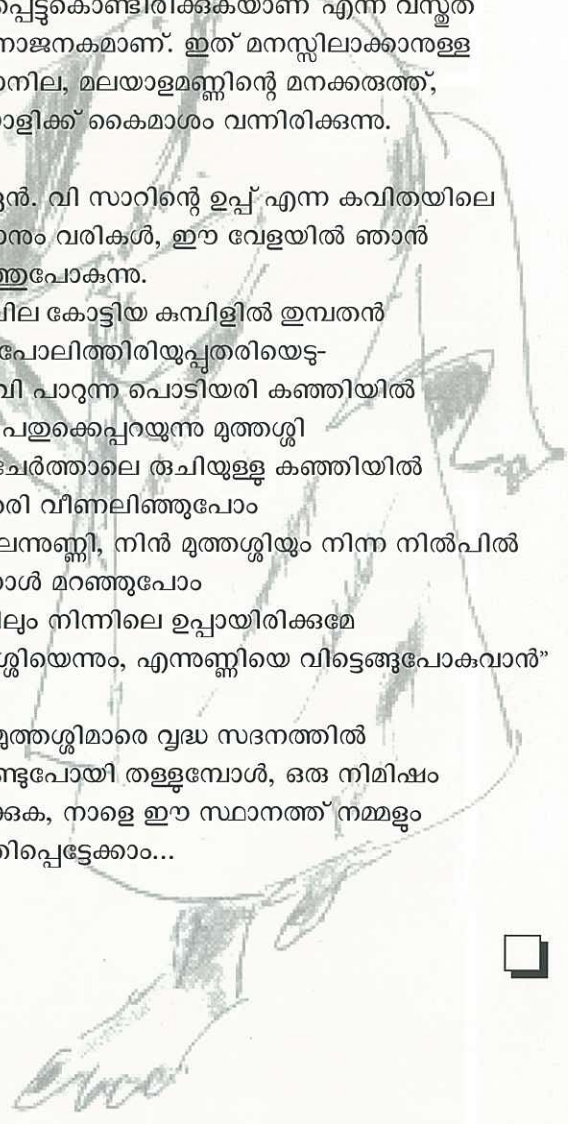 പ്പെട്ടുകൊണ്ടിരിക്കുകയാണ് എന്ന വസ്തുത
നാജനകമാണ്. ഇത് മനസ്സിലാക്കാനുള്ള
ാനില, മലയാളമണ്ണിന്റെ മനക്കരുത്ത്,
ാളിക്ക് കൈമാശം വന്നിരിക്കുന്നു.
ൻ. വി സാറിന്റെ ഉപ്പ് എന്ന കവിതയിലെ
ാനും വരികൾ, ഈ വേളയിൽ ഞാൻ
ത്തുപോകുന്നു.
ില കോട്ടിയ കുമ്പിളിൽ തുമ്പതൻ
പോലിത്തിരിയുപ്പുതരിയെടു-
വി പാറുന്ന പൊടിയരി കഞ്ഞിയിൽ
പതുക്കെപ്പറയുന്നു മുത്തശ്ശി
ചേർത്താലെ രുചിയുള്ളു കഞ്ഞിയിൽ
രി വീണലിഞ്ഞുപോം
ലെന്നുണ്ണി, നിൻ മുത്തശ്ശിയും നിന്ന നിൽപിൽ
ാൾ മറഞ്ഞുപോം
ലും നിന്നിലെ ഉപ്പായിരിക്കുമേ
ശ്ശിയെന്നും, എന്നുണ്ണിയെ വിട്ടെങ്ങുപോകുവാൻ”
മുത്തശ്ശിമാരെ വൃദ്ധ സദനത്തിൽ
ണ്ടുപോയി തള്ളുമ്പോൾ, ഒരു നിമിഷം
ക്കുക, നാളെ ഈ സ്ഥാനത്ത് നമ്മളും
തിപ്പെട്ടേക്കാം...